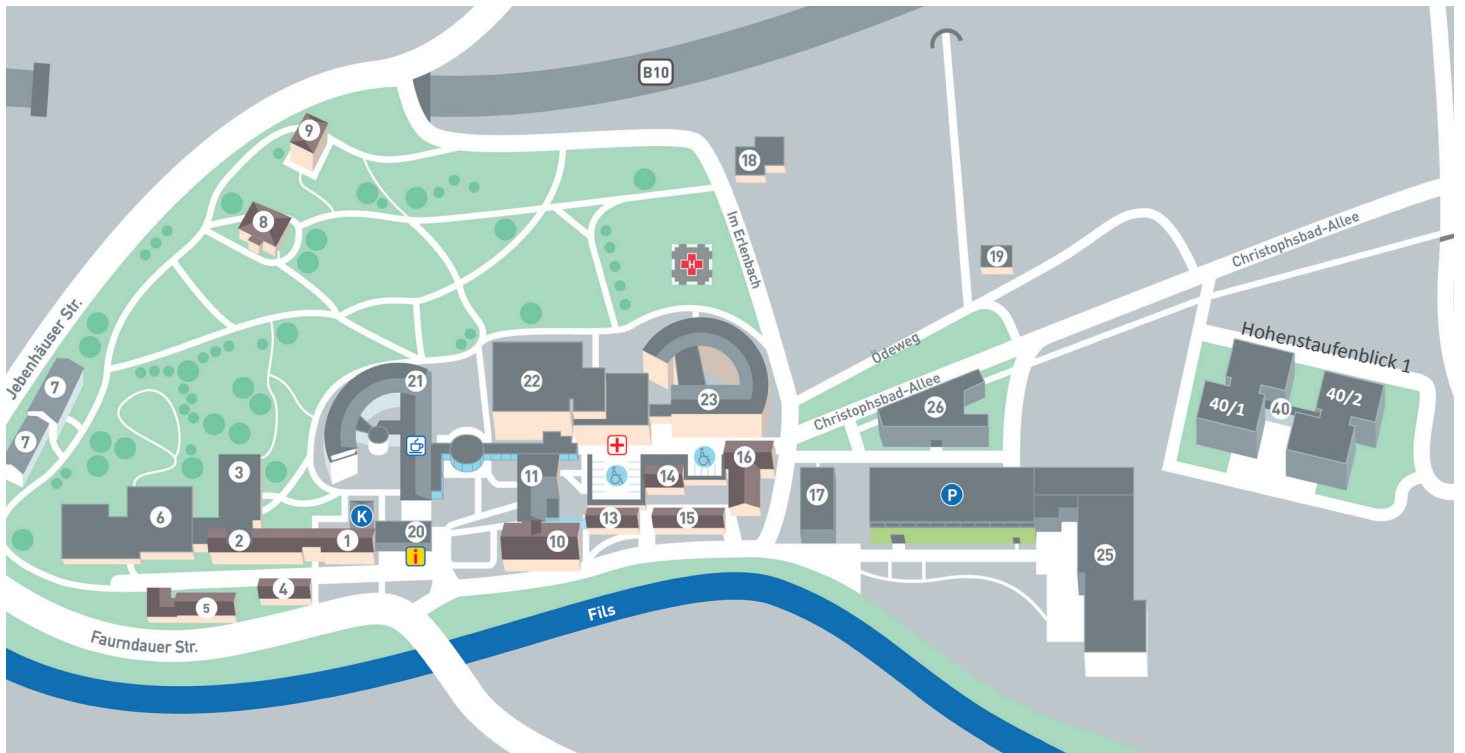 B10
9
18
8
Im Erlenbach
H
19
Christophsbad-Allee
Jebenhäuser Str.
Ödeweg
Hohenstaufenblick 1
7
21
22
23
Christophsbad-Allee
26
40/1
40
40/2
7
3
11
14
16
17
P
6
K
2
1
20
13
15
10
i
25
4
5
Fils
Faurndauer Str.